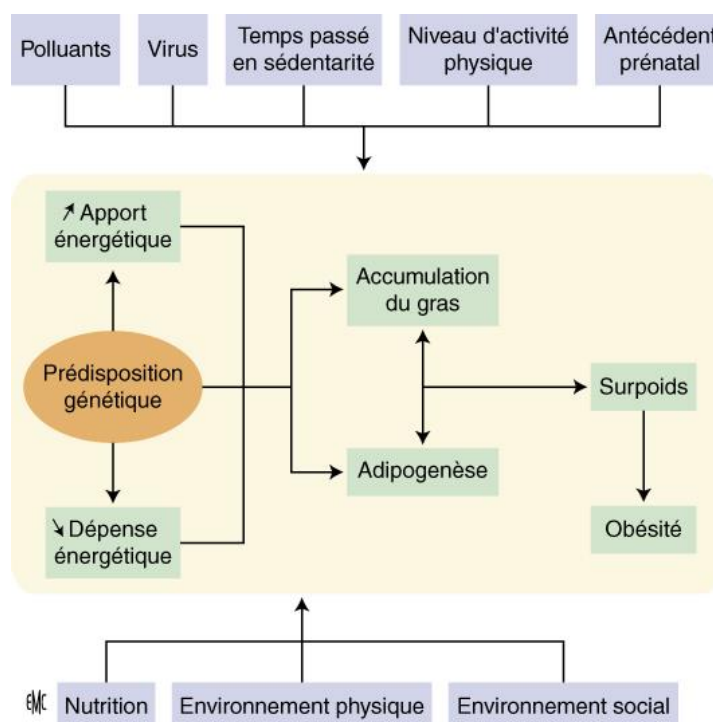 Polluants
Virus
Temps passé
en sédentarité
Niveau d'activité
physique
Antécédent
prénatal
↗ Apport
énergétique
Accumulation
du gras
Prédisposition
génétique
Surpoids
Adipogenèse
↘ Dépense
énergétique
Obésité
EMC
Nutrition
Environnement physique
Environnement social